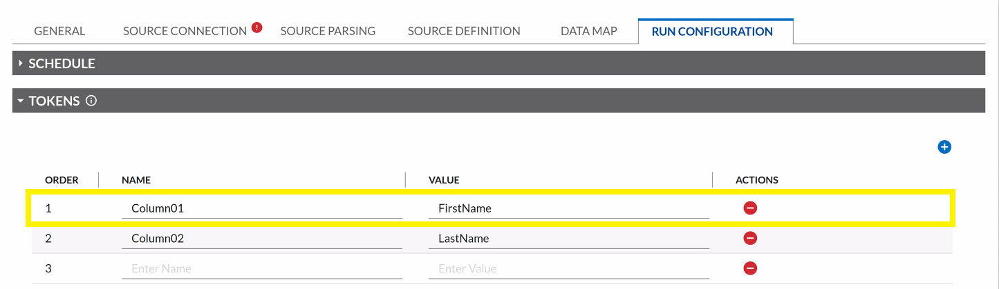 GENERAL SOURCE CONNECTION ! SOURCE PARSING SOURCE DEFINITION DATA MAP RUN CONFIGURATION
SCHEDULE
TOKENS
ORDER NAME VALUE ACTIONS
1 Column01 FirstName
2 Column02 LastName
3 Enter Name Enter Value